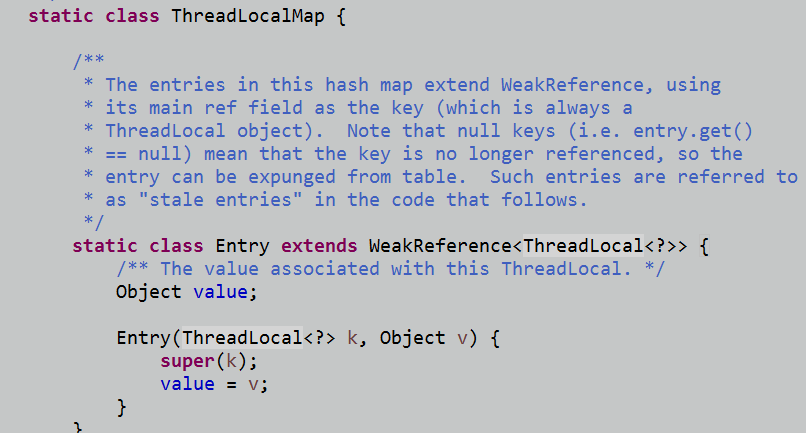 static class ThreadLocalMap {
/**
* The entries in this hash map extend WeakReference, using
* its main ref field as the key (which is always a
* ThreadLocal object).  Note that null keys (i.e. entry.get()
* == null) mean that the key is no longer referenced, so the
* entry can be expunged from table.  Such entries are referred to
* as "stale entries" in the code that follows.
*/
static class Entry extends WeakReference<ThreadLocal<?>> {
/** The value associated with this ThreadLocal. */
Object value;
Entry(ThreadLocal<?> k, Object v) {
super(k);
value = v;
}
}